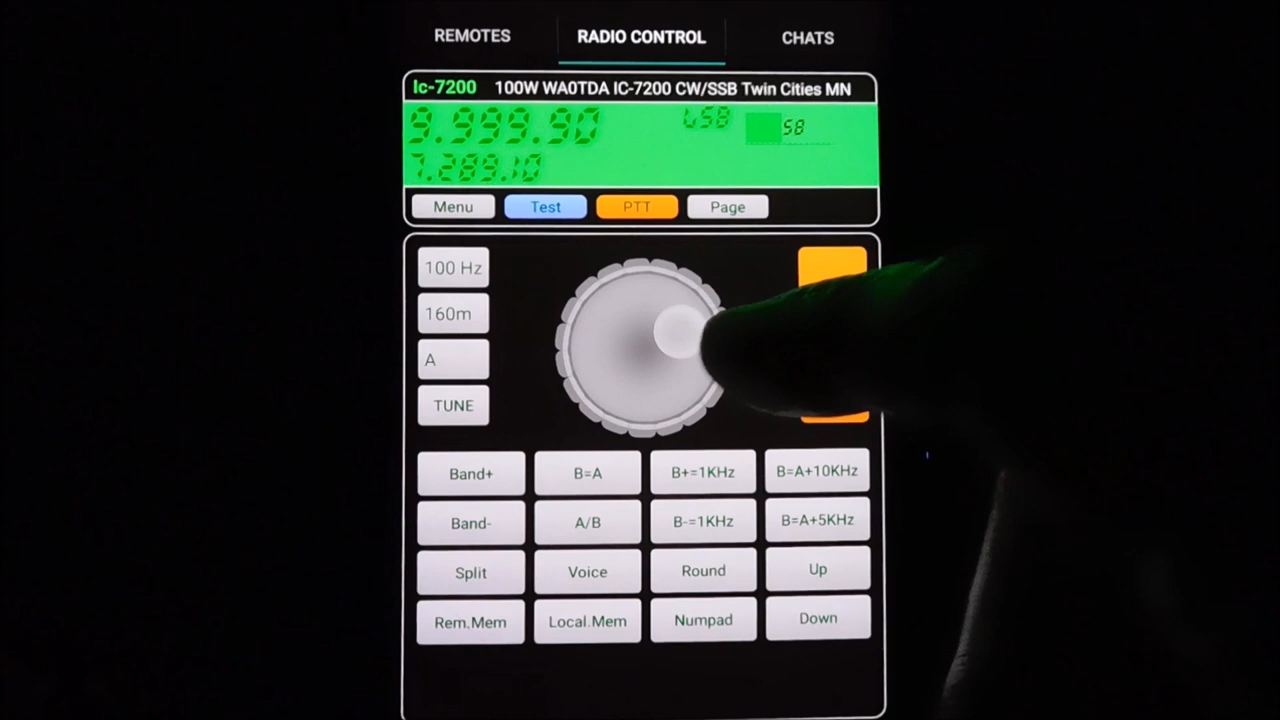 REMOTES RADIO CONTROL CHATS
Ic-7200 100W WA0TDA IC-7200 CW/SSB Twin Cities MN
9.999.90 LSB S8
7.289.10
Menu Test PTT Page
100 Hz
160m
A
TUNE
Band+ B=A B+=1KHz B=A+10KHz
Band- A/B B-=1KHz B=A+5KHz
Split Voice Round Up
Rem.Mem Local.Mem Numpad Down